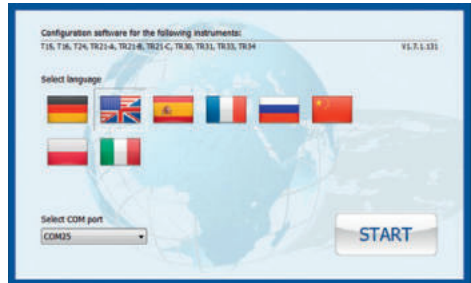 Configuration software for the following instruments:
T15, T16, T24, TR21-A, TR21-B, TR21-C, TR30, TR31, TR33, TR34
V1.7.1.131
Select language
Select COM port
COM25
START